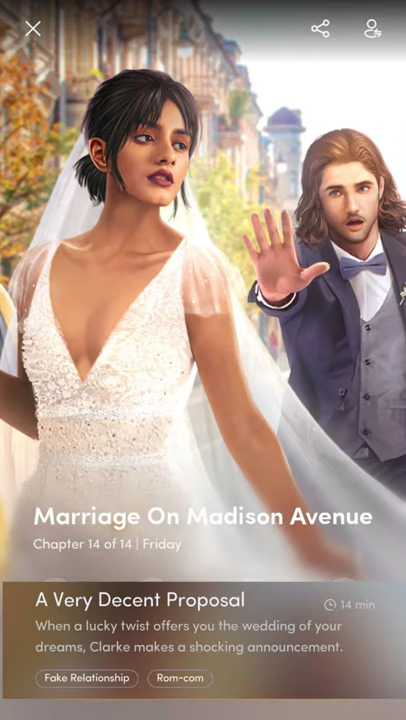 Marriage On Madison Avenue
Chapter 14 of 14 | Friday
A Very Decent Proposal
14 min
When a lucky twist offers you the wedding of your
dreams, Clarke makes a shocking announcement.
Fake Relationship
Rom-com